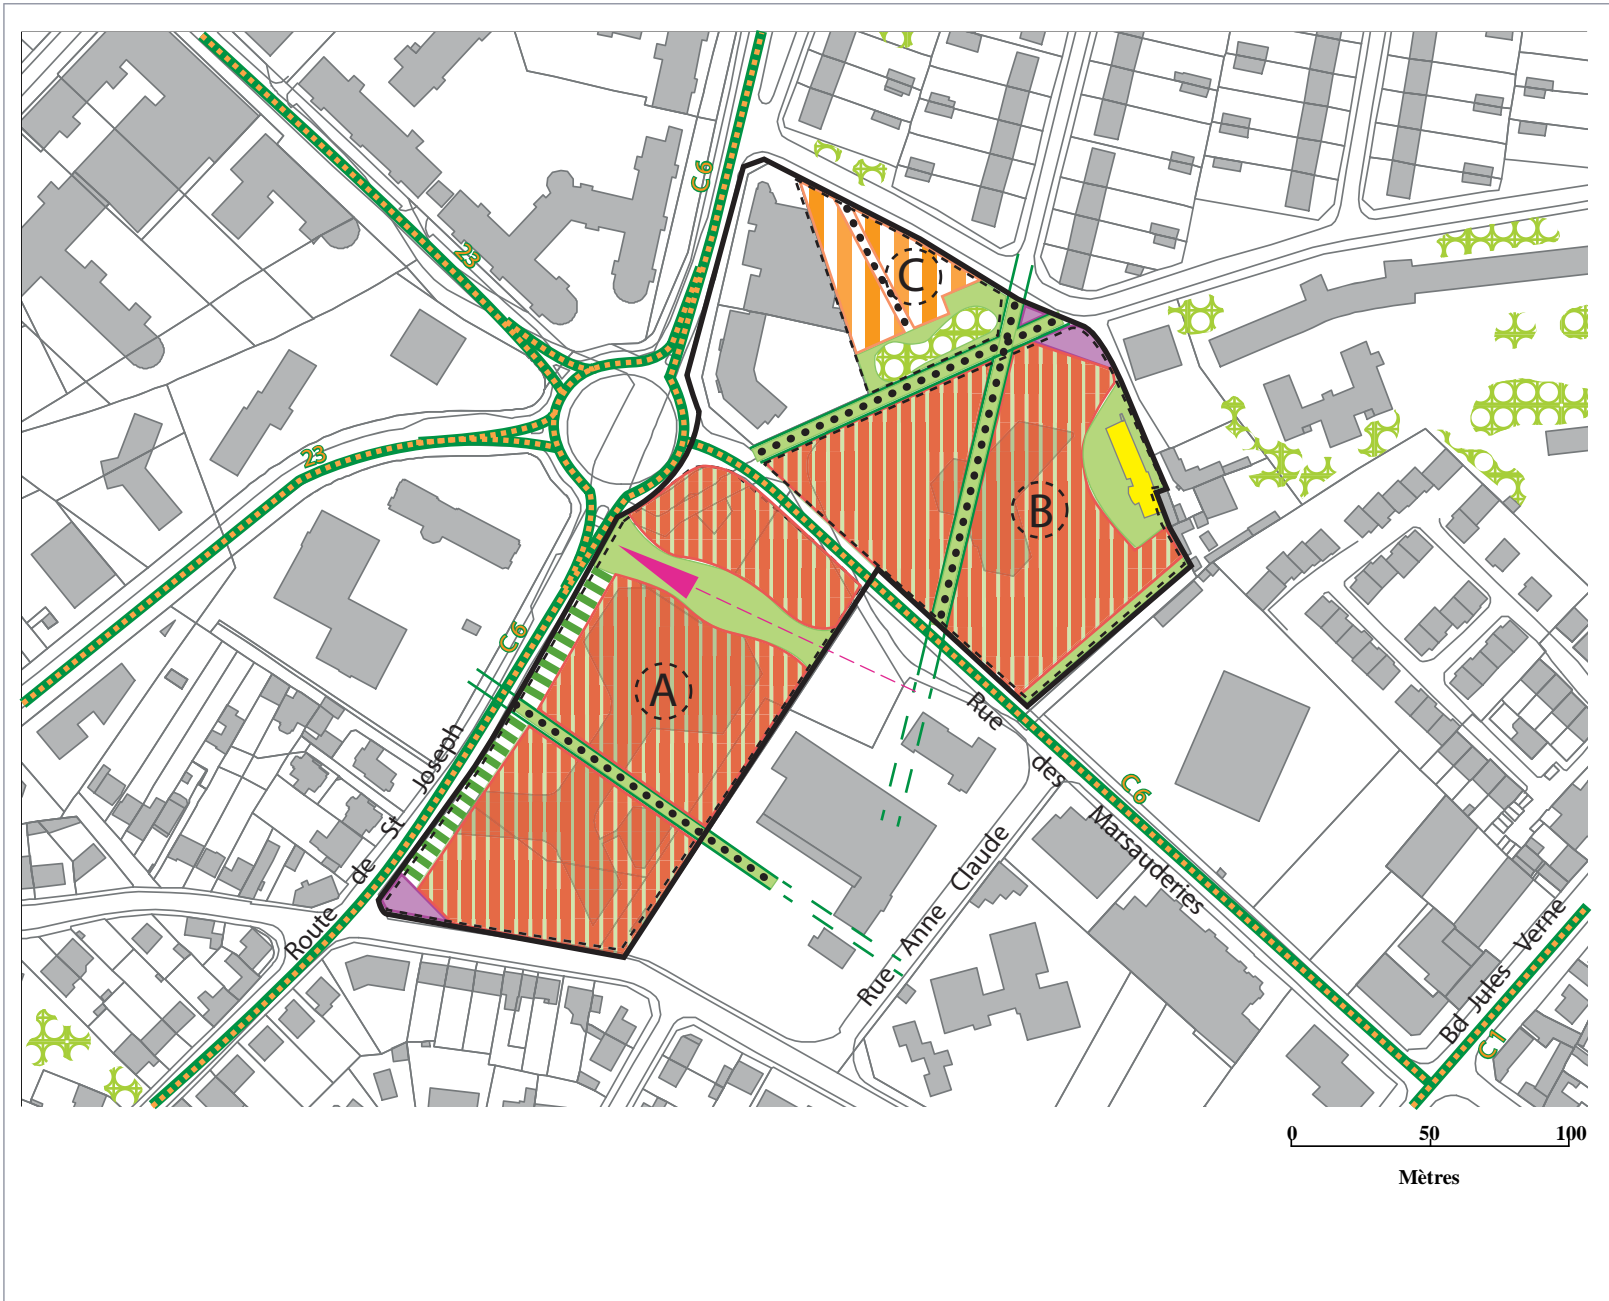 C6
23
C
23
B
C6
A
Rue des Marsauderies
C6
Route de St Joseph
Rue Anne Claude
Bd Jules Verne
C1
0 50 100
Mètres